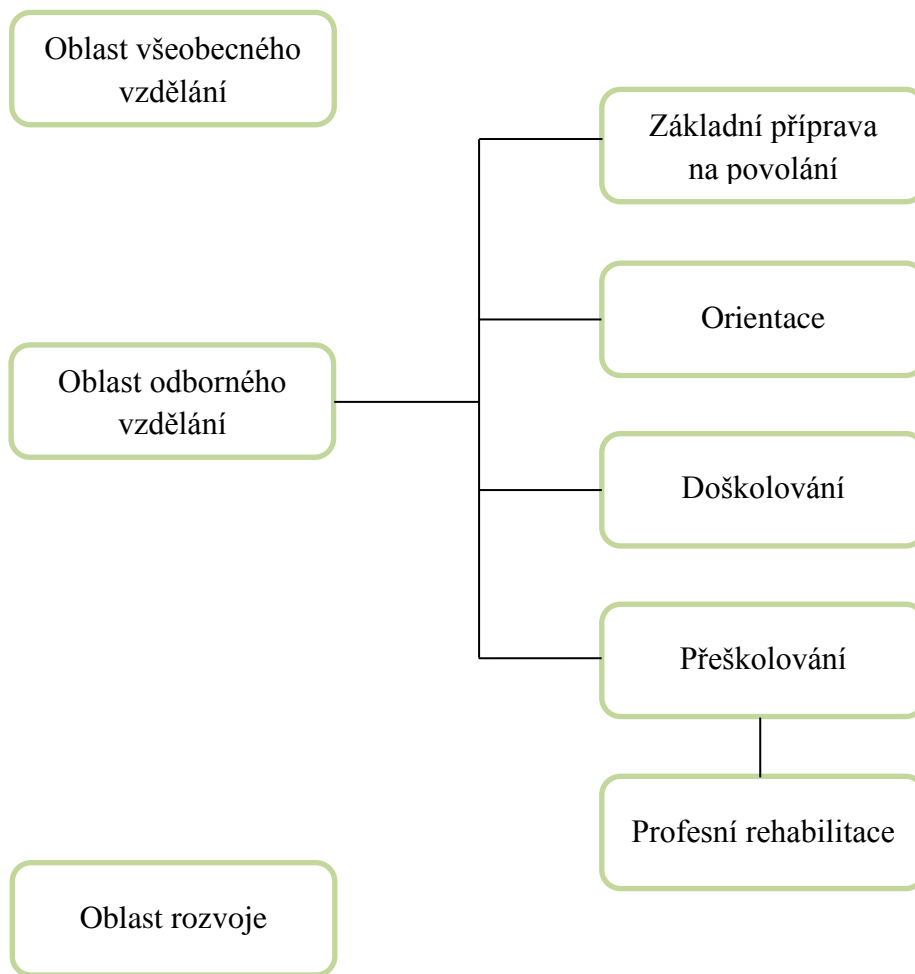 Oblast všeobecného
vzdělání
Základní příprava
na povolání
Orientace
Oblast odborného
vzdělání
Doškolování
Přeškolování
Profesní rehabilitace
Oblast rozvoje